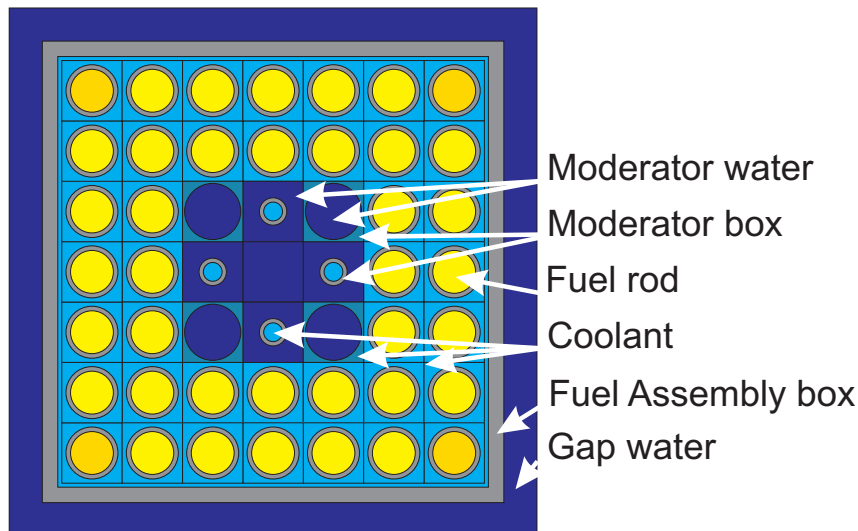 Moderator water
Moderator box
Fuel rod
Coolant
Fuel Assembly box
Gap water